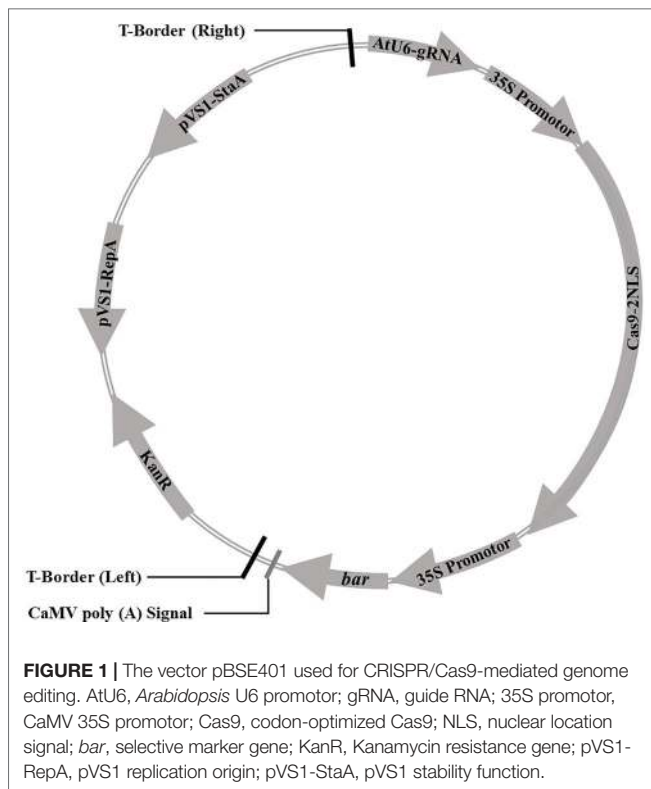 T-Border (Right)
AtU6-gRNA
35S Promotor
Cas9-2NLS
35S Promotor
bar
CaMV poly (A) Signal
T-Border (Left)
KanR
pVS1-RepA
pVS1-StaA
FIGURE 1 | The vector pBSE401 used for CRISPR/Cas9-mediated genome
editing. AtU6, Arabidopsis U6 promotor; gRNA, guide RNA; 35S promotor,
CaMV 35S promotor; Cas9, codon-optimized Cas9; NLS, nuclear location
signal; bar, selective marker gene; KanR, Kanamycin resistance gene; pVS1-
RepA, pVS1 replication origin; pVS1-StaA, pVS1 stability function.